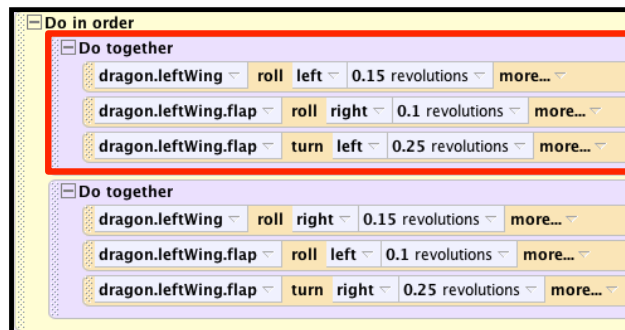 Do in order
Do together
dragon.leftWing roll left 0.15 revolutions more...
dragon.leftWing.flap roll right 0.1 revolutions more...
dragon.leftWing.flap turn left 0.25 revolutions more...
Do together
dragon.leftWing roll right 0.15 revolutions more...
dragon.leftWing.flap roll left 0.1 revolutions more...
dragon.leftWing.flap turn right 0.25 revolutions more...